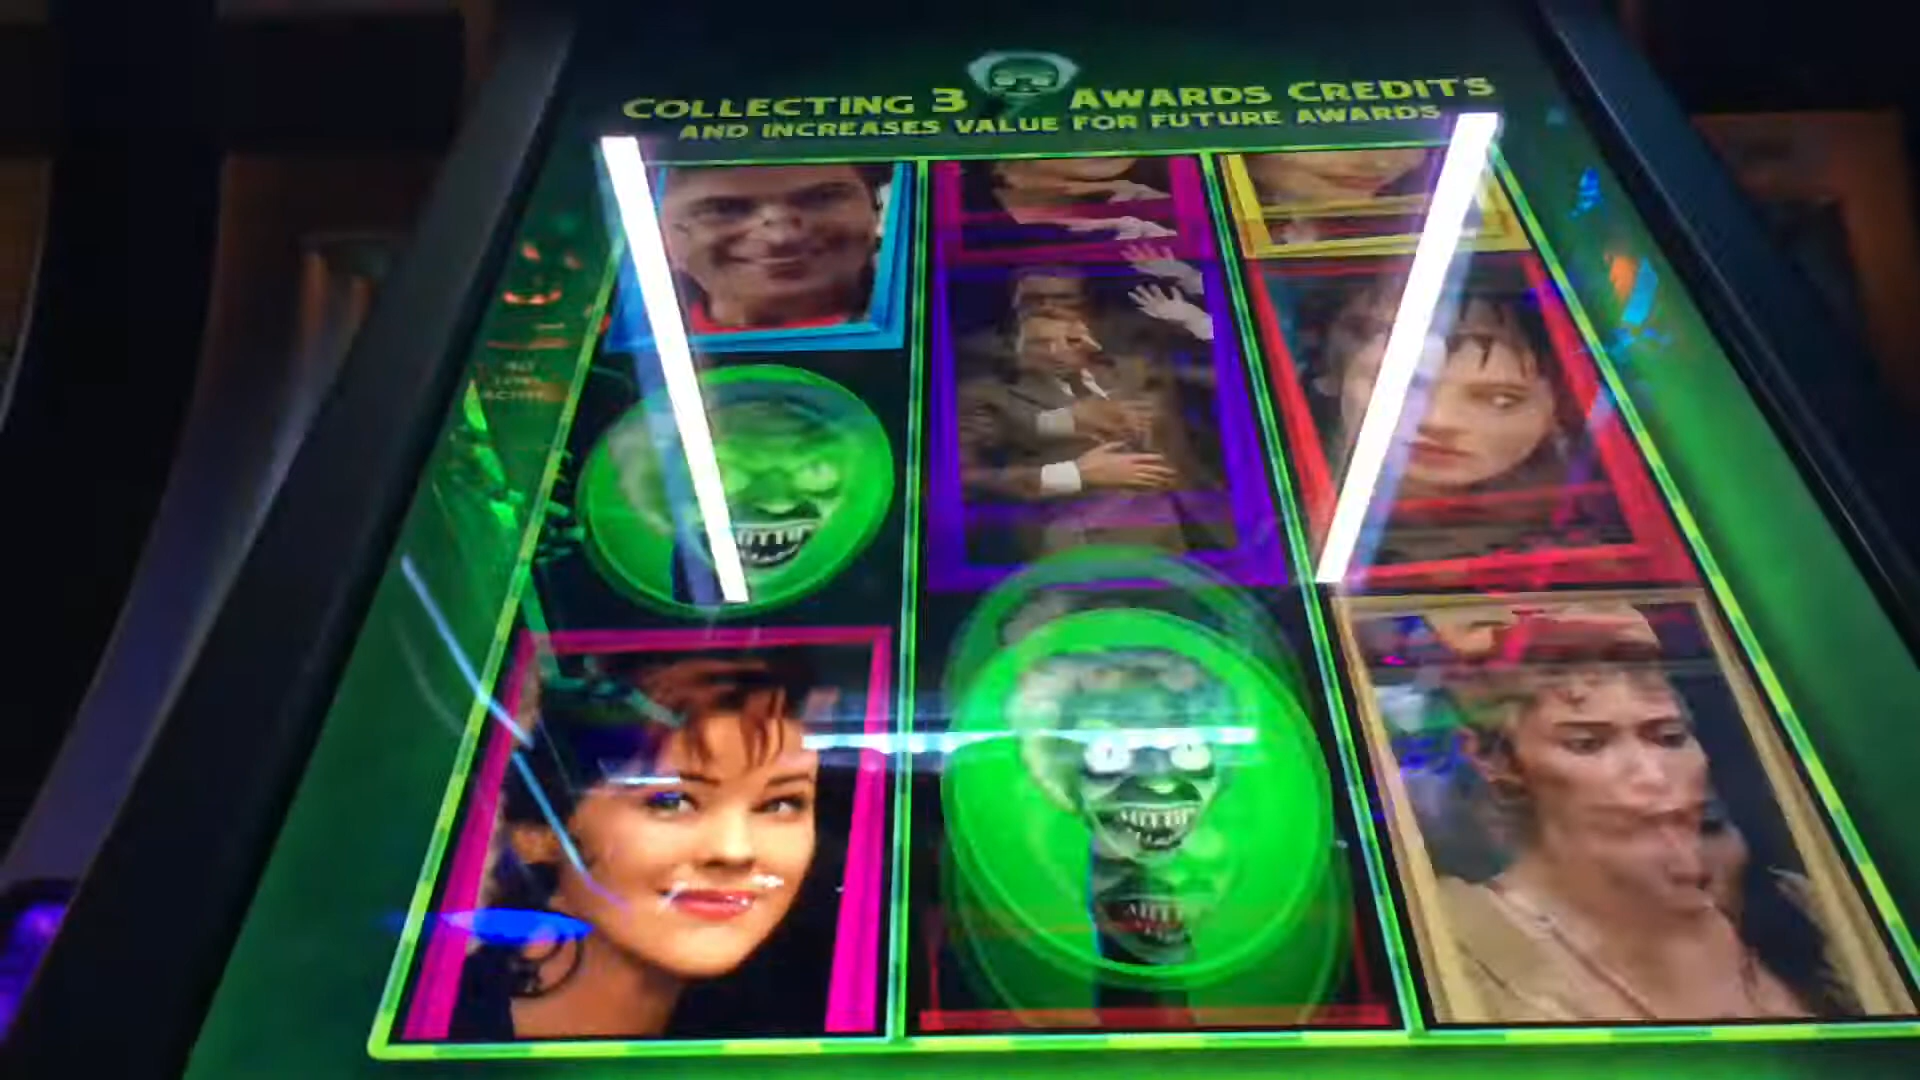 COLLECTING 3 AWARDS CREDITS
AND INCREASES VALUE FOR FUTURE AWARDS